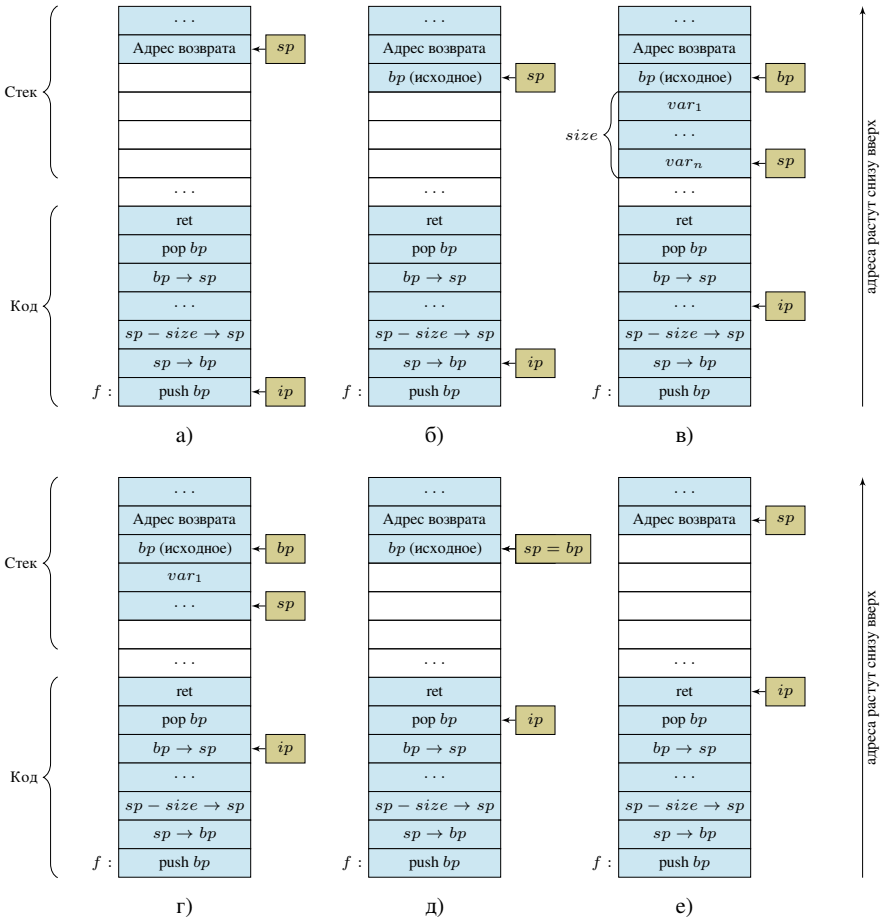 · · ·
· · ·
· · ·
Адрес возврата
sp
Адрес возврата
Адрес возврата
bp (исходное)
sp
bp (исходное)
bp
Стек
var₁
size
· · ·
varₙ
sp
· · ·
· · ·
· · ·
ret
ret
ret
pop bp
pop bp
pop bp
bp → sp
bp → sp
bp → sp
Код
· · ·
· · ·
· · ·
ip
sp − size → sp
sp − size → sp
sp − size → sp
sp → bp
sp → bp
ip
sp → bp
f :
push bp
ip
f :
push bp
f :
push bp
а)
б)
в)
адреса растут снизу вверх
· · ·
· · ·
· · ·
Адрес возврата
Адрес возврата
Адрес возврата
sp
bp (исходное)
bp
bp (исходное)
sp = bp
Стек
var₁
· · ·
sp
· · ·
· · ·
· · ·
ret
ret
ret
ip
pop bp
pop bp
ip
pop bp
bp → sp
ip
bp → sp
bp → sp
Код
· · ·
· · ·
· · ·
sp − size → sp
sp − size → sp
sp − size → sp
sp → bp
sp → bp
sp → bp
f :
push bp
f :
push bp
f :
push bp
г)
д)
е)
адреса растут снизу вверх